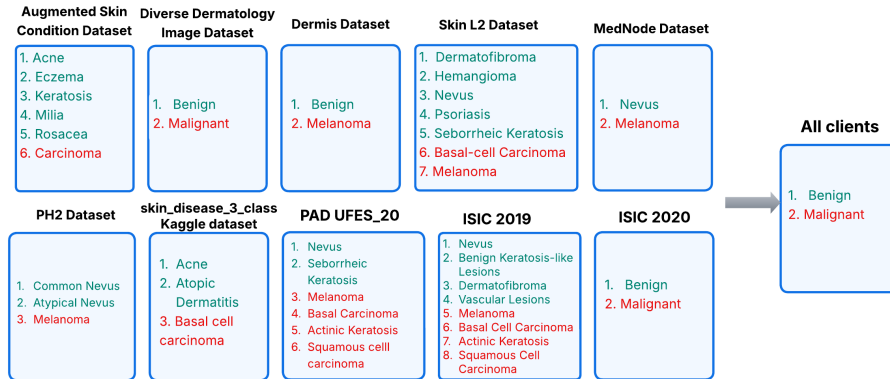 Augmented Skin
Condition Dataset
1. Acne
2. Eczema
3. Keratosis
4. Milia
5. Rosacea
6. Carcinoma
Diverse Dermatology
Image Dataset
1. Benign
2. Malignant
Dermis Dataset
1. Benign
2. Melanoma
Skin L2 Dataset
1. Dermatofibroma
2. Hemangioma
3. Nevus
4. Psoriasis
5. Seborrheic Keratosis
6. Basal-cell Carcinoma
7. Melanoma
MedNode Dataset
1. Nevus
2. Melanoma
All clients
1. Benign
2. Malignant
PH2 Dataset
1. Common Nevus
2. Atypical Nevus
3. Melanoma
skin_disease_3_class
Kaggle dataset
1. Acne
2. Atopic
Dermatitis
3. Basal cell
carcinoma
PAD UFES_20
1. Nevus
2. Seborrheic
Keratosis
3. Melanoma
4. Basal Carcinoma
5. Actinic Keratosis
6. Squamous celll
carcinoma
ISIC 2019
1. Nevus
2. Benign Keratosis-like
Lesions
3. Dermatofibroma
4. Vascular Lesions
5. Melanoma
6. Basal Cell Carcinoma
7. Actinic Keratosis
8. Squamous Cell
Carcinoma
ISIC 2020
1. Benign
2. Malignant